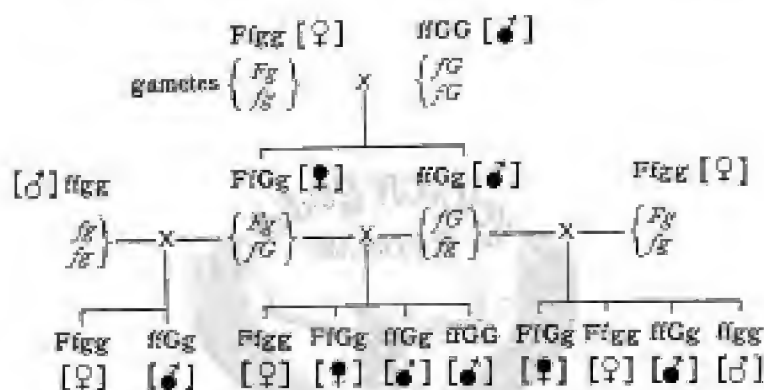 Ffgg [♀] ffGG [♂]
gametes { Fg } × { fG
fg fG }
[♂] ffgg FfGg [♀] ffGg [♂] Ffgg [♀]
fg } × { Fg } × { fG } × { Fg
fg fG fg fg
Ffgg ffGg Ffgg FfGg ffGg ffGG FfGg Ffgg ffGg ffgg
[♀] [♂] [♀] [♀] [♂] [♂] [♀] [♀] [♂] [♂]